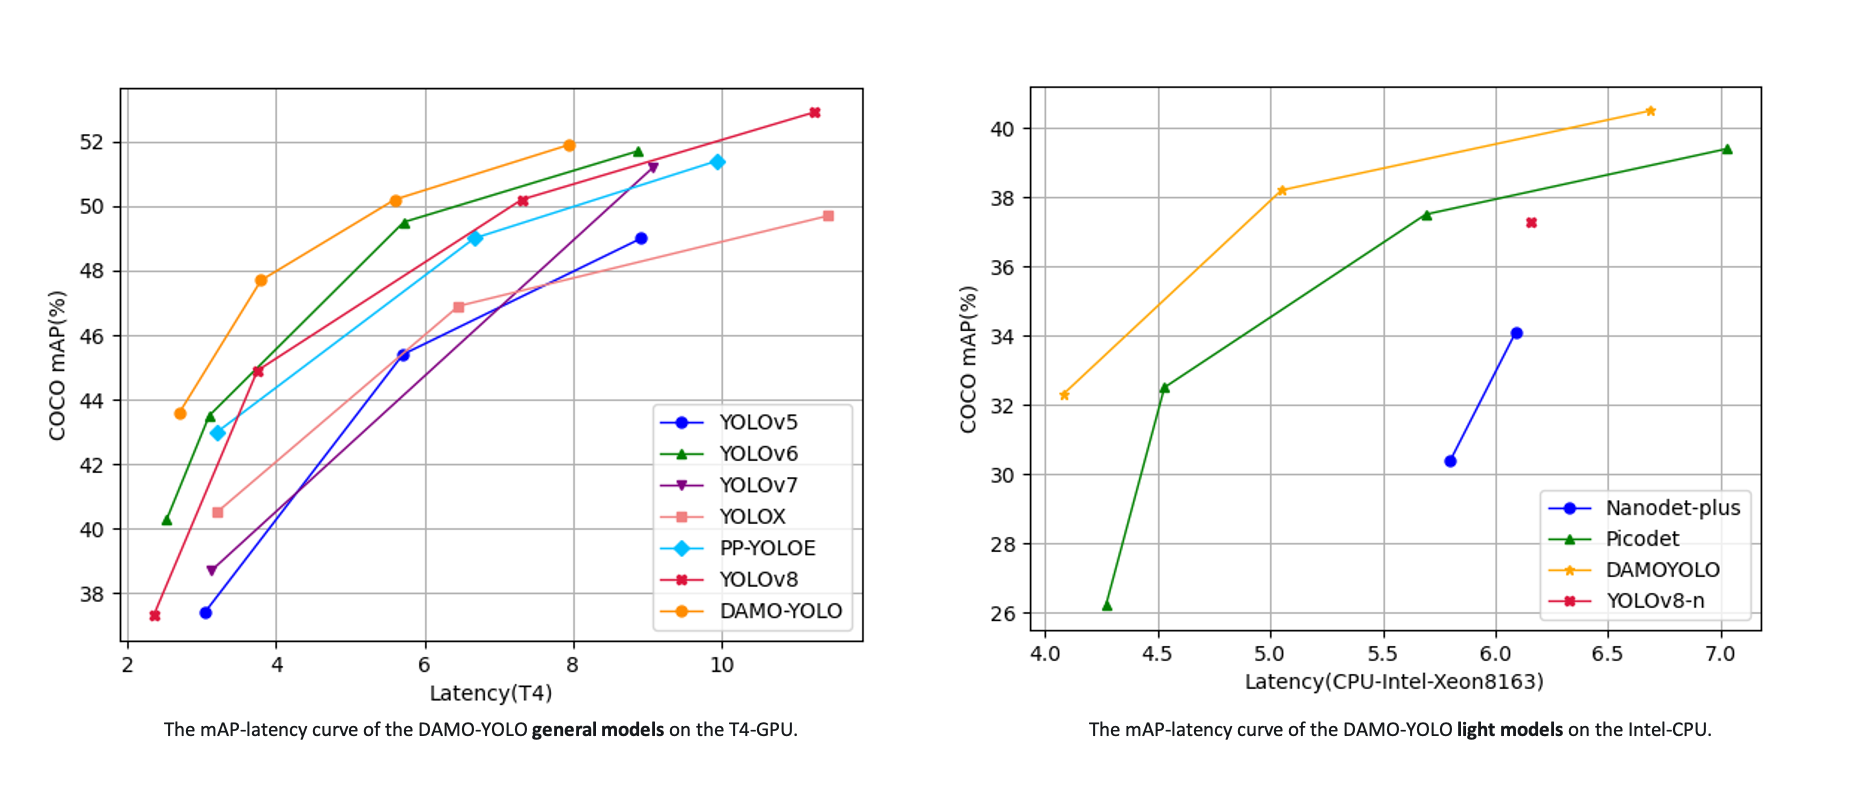 52
50
48
46
44
42
40
38
COCO mAP(%)
YOLOv5
YOLOv6
YOLOv7
YOLOX
PP-YOLOE
YOLOv8
DAMO-YOLO
2 4 6 8 10
Latency(T4)
The mAP-latency curve of the DAMO-YOLO general models on the T4-GPU.
40
38
36
34
32
30
28
26
COCO mAP(%)
Nanodet-plus
Picodet
DAMOYOLO
YOLOv8-n
4.0 4.5 5.0 5.5 6.0 6.5 7.0
Latency(CPU-Intel-Xeon8163)
The mAP-latency curve of the DAMO-YOLO light models on the Intel-CPU.